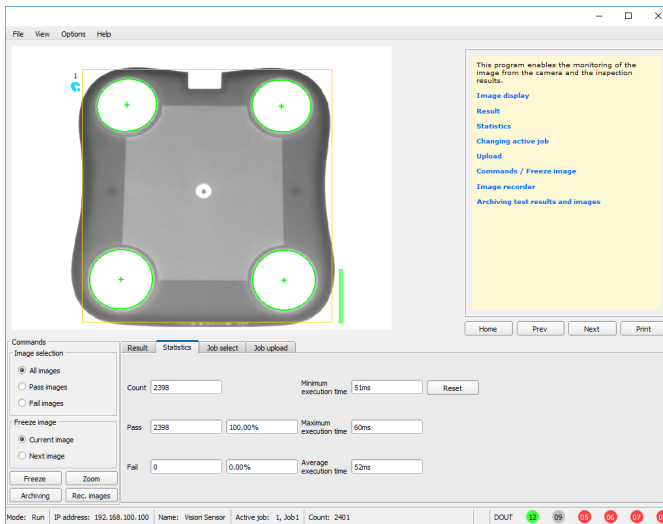 File View Options Help
1
This program enables the monitoring of the
image from the camera and the inspection
results.
Image display
Result
Statistics
Changing active job
Upload
Commands / Freeze image
Image recorder
Archiving test results and images
Home Prev Next Print
Commands
Image selection
All images
Pass images
Fail images
Freeze image
Current image
Next image
Freeze Zoom
Archiving Rec. images
Result Statistics Job select Job upload
Count 2398
Minimum
execution time 51ms
Reset
Pass 2398 100.00%
Maximum
execution time 60ms
Fail 0 0.00%
Average
execution time 52ms
Mode: Run IP address: 192.168.100.100 Name: Vision Sensor Active job: 1, Job1 Count: 2401 DOUT 12 09 05 06 07